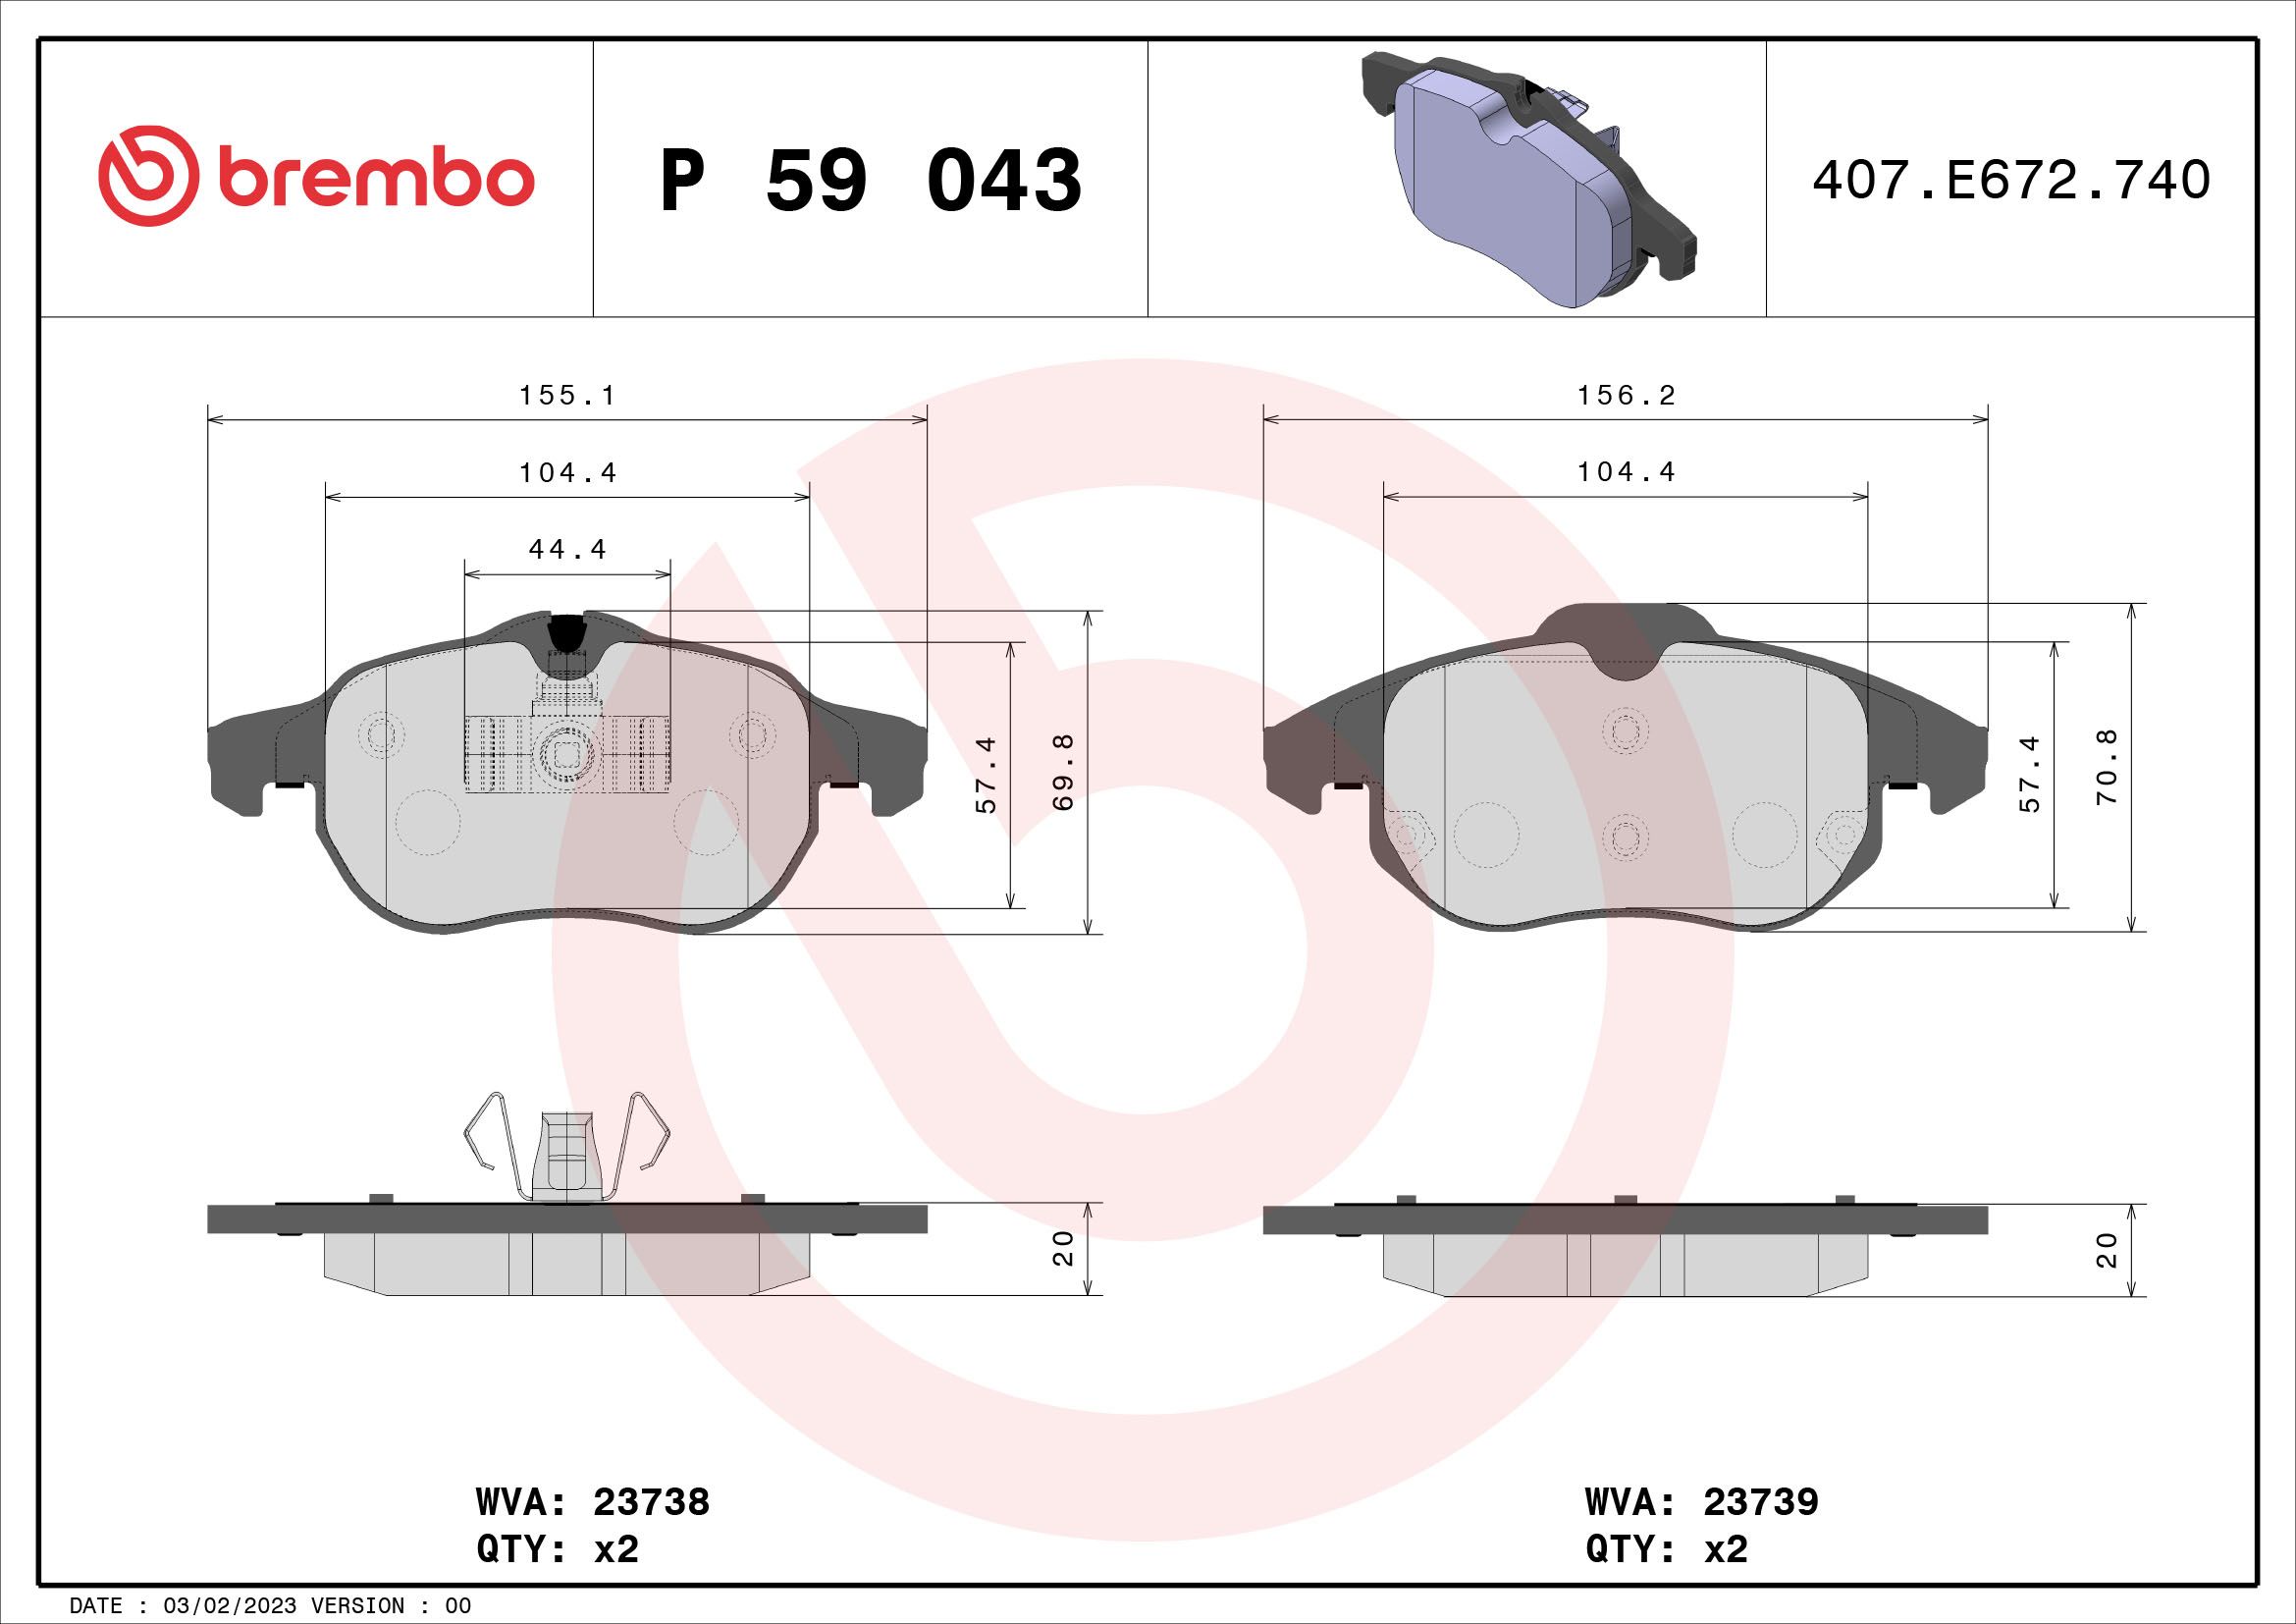 brembo
P 59 043
407.E672.740
155.1
104.4
44.4
57.4
69.8
156.2
104.4
57.4
70.8
20
20
WVA: 23738
QTY: x2
WVA: 23739
QTY: x2
DATE : 03/02/2023 VERSION : 00